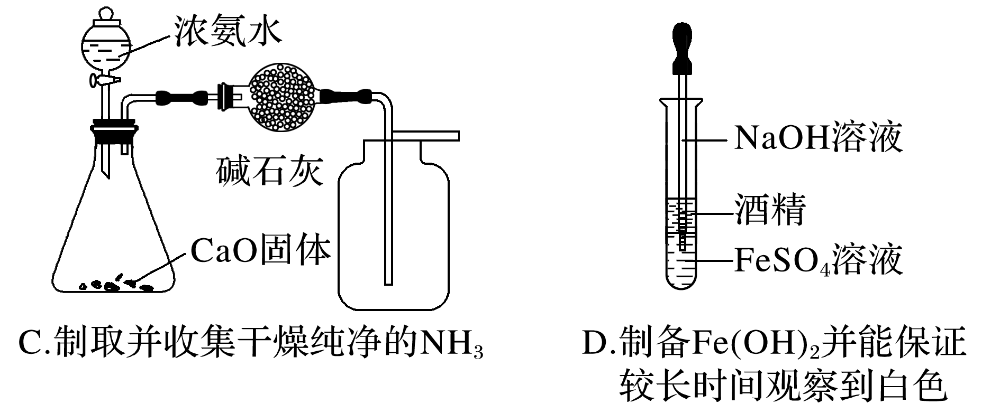 浓氨水
碱石灰
CaO固体
C.制取并收集干燥纯净的NH₃
NaOH溶液
酒精
FeSO₄溶液
D.制备Fe(OH)₂并能保证
较长时间观察到白色